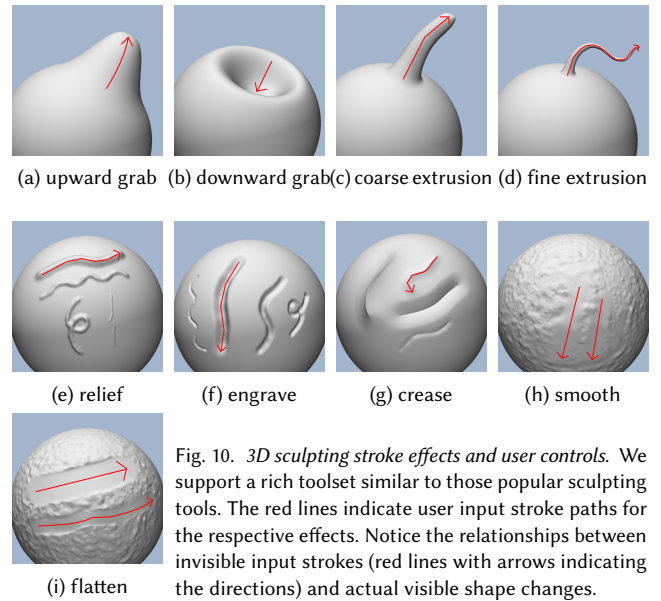 (a) upward grab (b) downward grab(c) coarse extrusion (d) fine extrusion
(e) relief (f) engrave (g) crease (h) smooth
Fig. 10. 3D sculpting stroke effects and user controls. We
support a rich toolset similar to those popular sculpting
tools. The red lines indicate user input stroke paths for
the respective effects. Notice the relationships between
invisible input strokes (red lines with arrows indicating
the directions) and actual visible shape changes.
(i) flatten